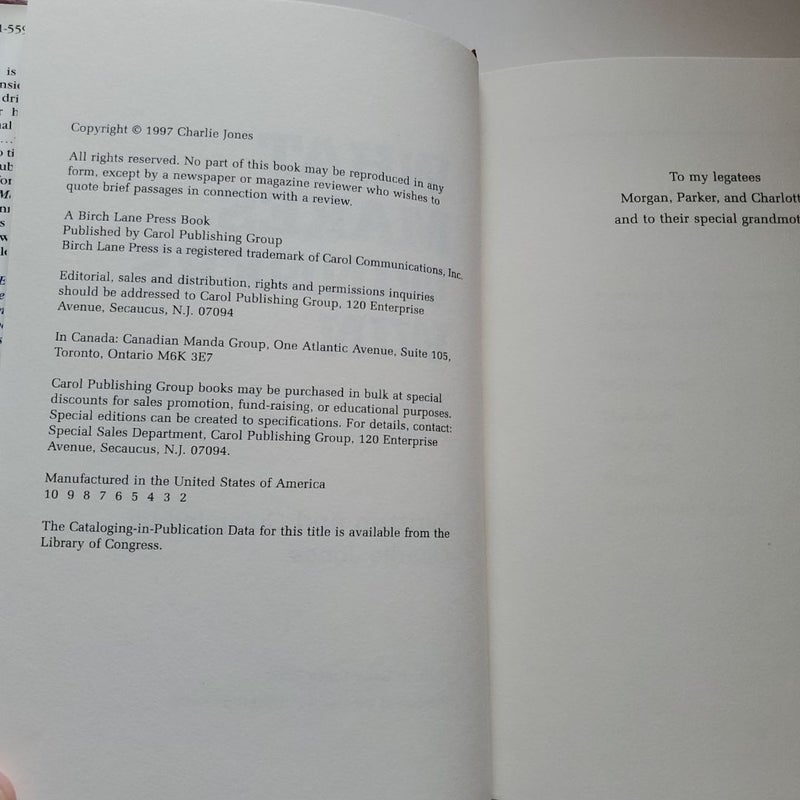 Copyright © 1997 Charlie Jones
All rights reserved. No part of this book may be reproduced in any
form, except by a newspaper or magazine reviewer who wishes to
quote brief passages in connection with a review.
A Birch Lane Press Book
Published by Carol Publishing Group
Birch Lane Press is a registered trademark of Carol Communications, Inc.
Editorial, sales and distribution, rights and permissions inquiries
should be addressed to Carol Publishing Group, 120 Enterprise
Avenue, Secaucus, N.J. 07094
In Canada: Canadian Manda Group, One Atlantic Avenue, Suite 105,
Toronto, Ontario M6K 3E7
Carol Publishing Group books may be purchased in bulk at special
discounts for sales promotion, fund-raising, or educational purposes.
Special editions can be created to specifications. For details, contact:
Special Sales Department, Carol Publishing Group, 120 Enterprise
Avenue, Secaucus, N.J. 07094.
Manufactured in the United States of America
10 9 8 7 6 5 4 3 2
The Cataloging-in-Publication Data for this title is available from the
Library of Congress.
To my legatees
Morgan, Parker, and Charlott
and to their special grandmot